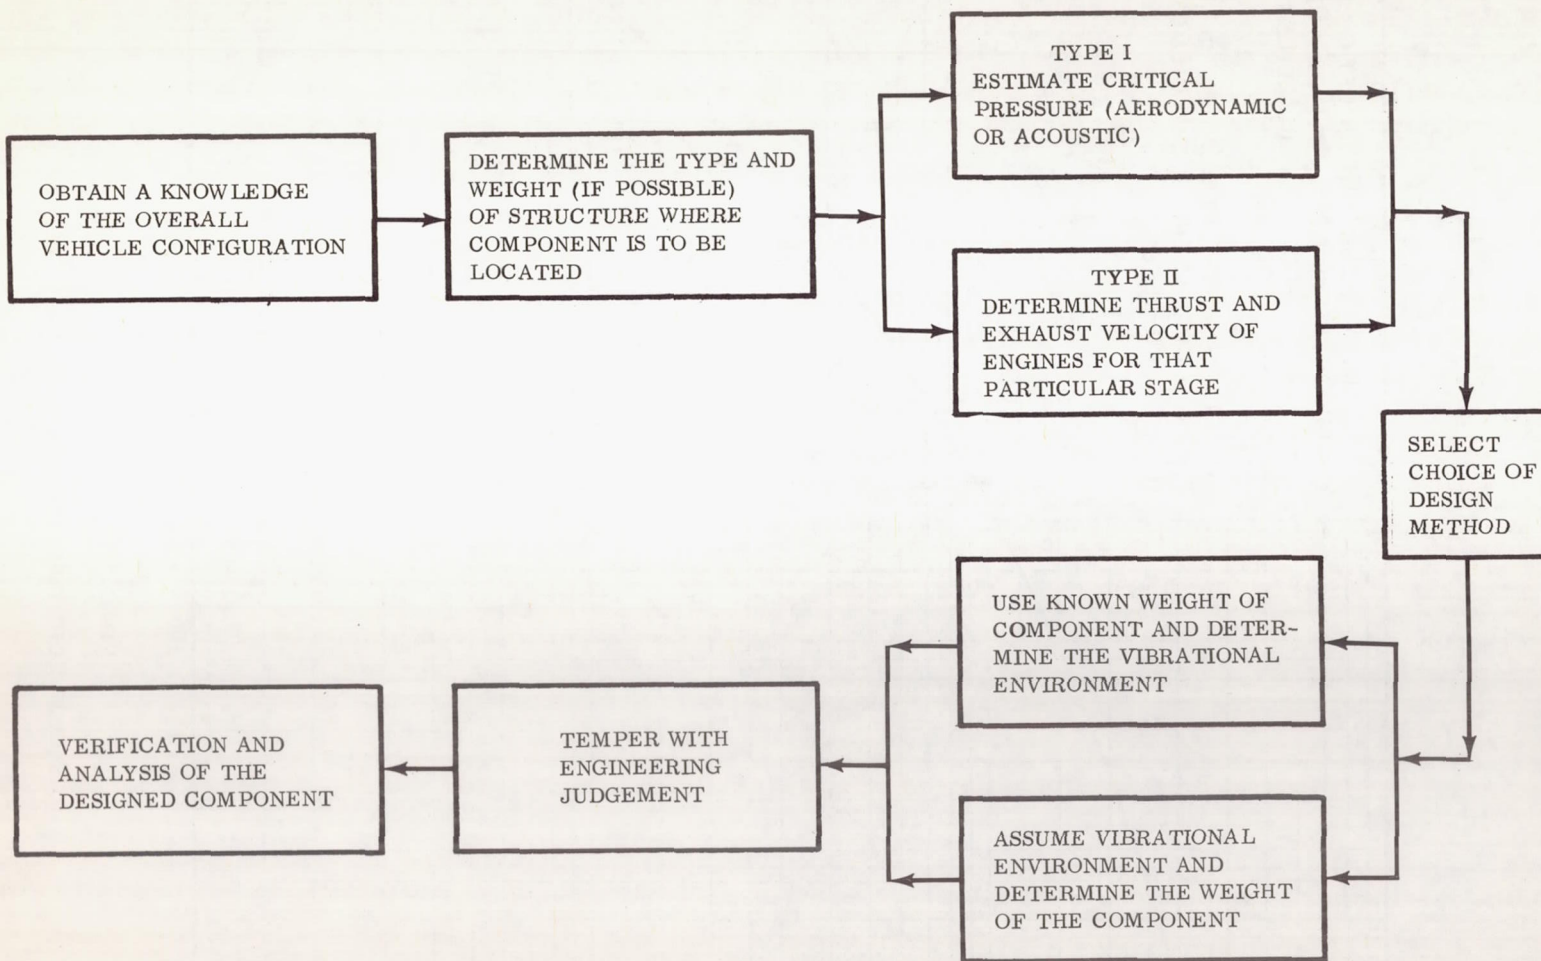 OBTAIN A KNOWLEDGE
OF THE OVERALL
VEHICLE CONFIGURATION
DETERMINE THE TYPE AND
WEIGHT (IF POSSIBLE)
OF STRUCTURE WHERE
COMPONENT IS TO BE
LOCATED
TYPE I
ESTIMATE CRITICAL
PRESSURE (AERODYNAMIC
OR ACOUSTIC)
TYPE II
DETERMINE THRUST AND
EXHAUST VELOCITY OF
ENGINES FOR THAT
PARTICULAR STAGE
SELECT
CHOICE OF
DESIGN
METHOD
USE KNOWN WEIGHT OF
COMPONENT AND DETER-
MINE THE VIBRATIONAL
ENVIRONMENT
ASSUME VIBRATIONAL
ENVIRONMENT AND
DETERMINE THE WEIGHT
OF THE COMPONENT
TEMPER WITH
ENGINEERING
JUDGEMENT
VERIFICATION AND
ANALYSIS OF THE
DESIGNED COMPONENT